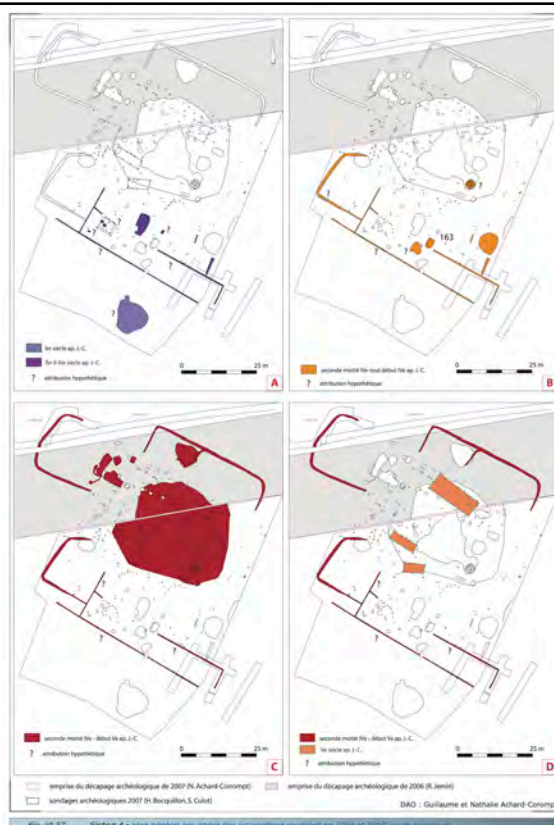 ?
?
?
?
?
?
Ier siècle ap. J.-C.
Ier-II-IIIe siècle ap. J.-C.
? attribution hypothétique
0 25 m
A
?
?
163
?
?
?
seconde moitié IIIe-tout début IVe ap. J.-C.
? attribution hypothétique
0 25 m
B
?
?
?
seconde moitié IVe - début Ve ap. J.-C.
? attribution hypothétique
0 25 m
C
?
?
?
seconde moitié IVe - début Ve ap. J.-C.
Ve siècle ap. J.-C.
? attribution hypothétique
0 25 m
D
emprise du décapage archéologique de 2007 (N. Achard-Corompt)
emprise du décapage archéologique de 2006 (R. Jemin)
sondages archéologiques 2007 (H. Bocquillon, S. Culot)
DAO : Guillaume et Nathalie Achard-Corompt